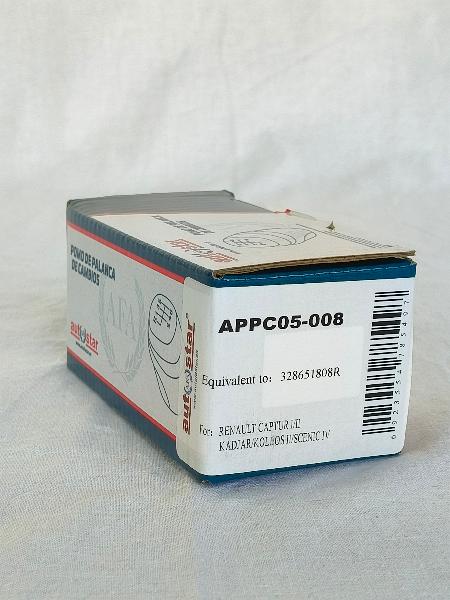 POMO DE PALANCA
DE CAMBIOS
autostar
autostar
APPC05-008
Equivalent to: 328651808R
For: RENAULT CAPTUR I/II
KADJAR/KOLEOS II/SCENIC IV